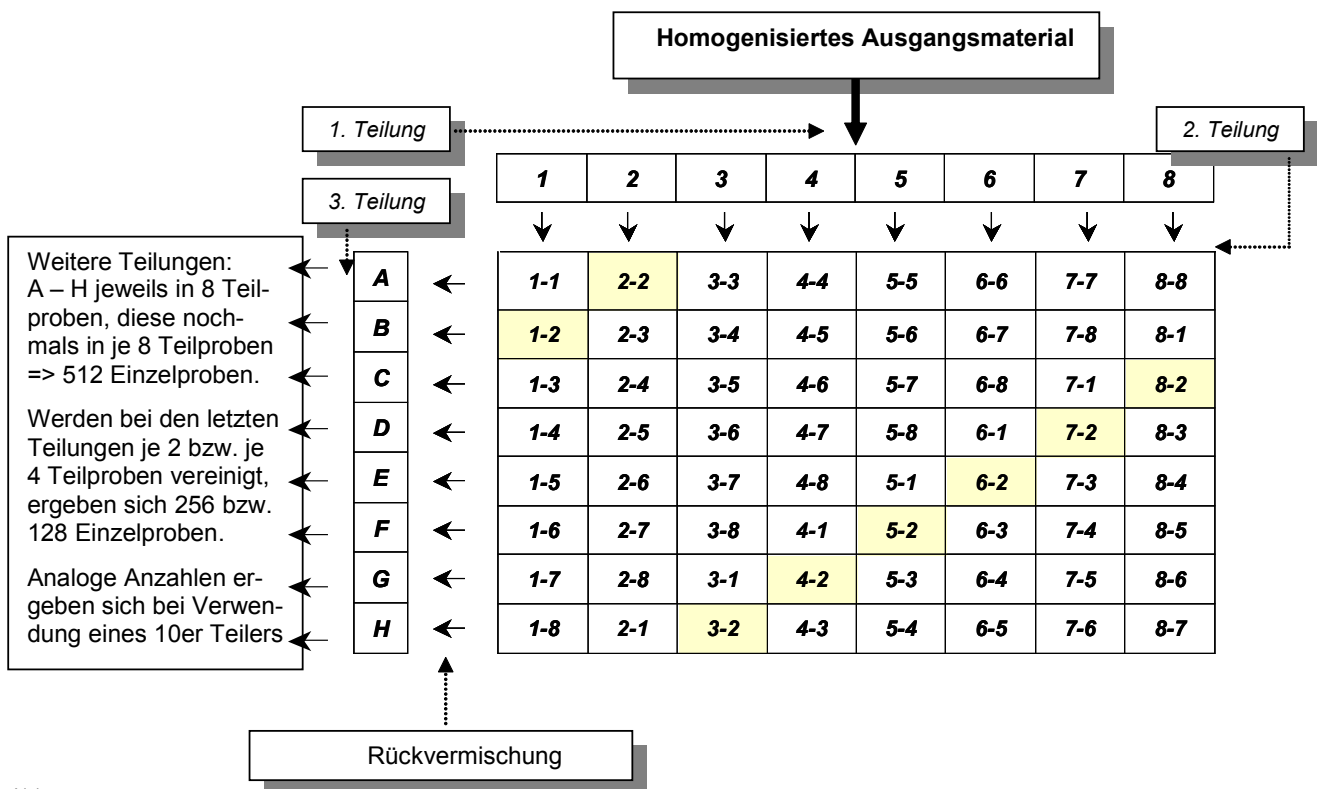 Homogenisiertes Ausgangsmaterial
1. Teilung
2. Teilung
1 2 3 4 5 6 7 8
3. Teilung
Weitere Teilungen:
A – H jeweils in 8 Teil-
proben, diese noch-
mals in je 8 Teilproben
=> 512 Einzelproben.
Werden bei den letzten
Teilungen je 2 bzw. je
4 Teilproben vereinigt,
ergeben sich 256 bzw.
128 Einzelproben.
Analoge Anzahlen er-
geben sich bei Verwen-
dung eines 10er Teilers
A 1-1 2-2 3-3 4-4 5-5 6-6 7-7 8-8
B 1-2 2-3 3-4 4-5 5-6 6-7 7-8 8-1
C 1-3 2-4 3-5 4-6 5-7 6-8 7-1 8-2
D 1-4 2-5 3-6 4-7 5-8 6-1 7-2 8-3
E 1-5 2-6 3-7 4-8 5-1 6-2 7-3 8-4
F 1-6 2-7 3-8 4-1 5-2 6-3 7-4 8-5
G 1-7 2-8 3-1 4-2 5-3 6-4 7-5 8-6
H 1-8 2-1 3-2 4-3 5-4 6-5 7-6 8-7
Rückvermischung